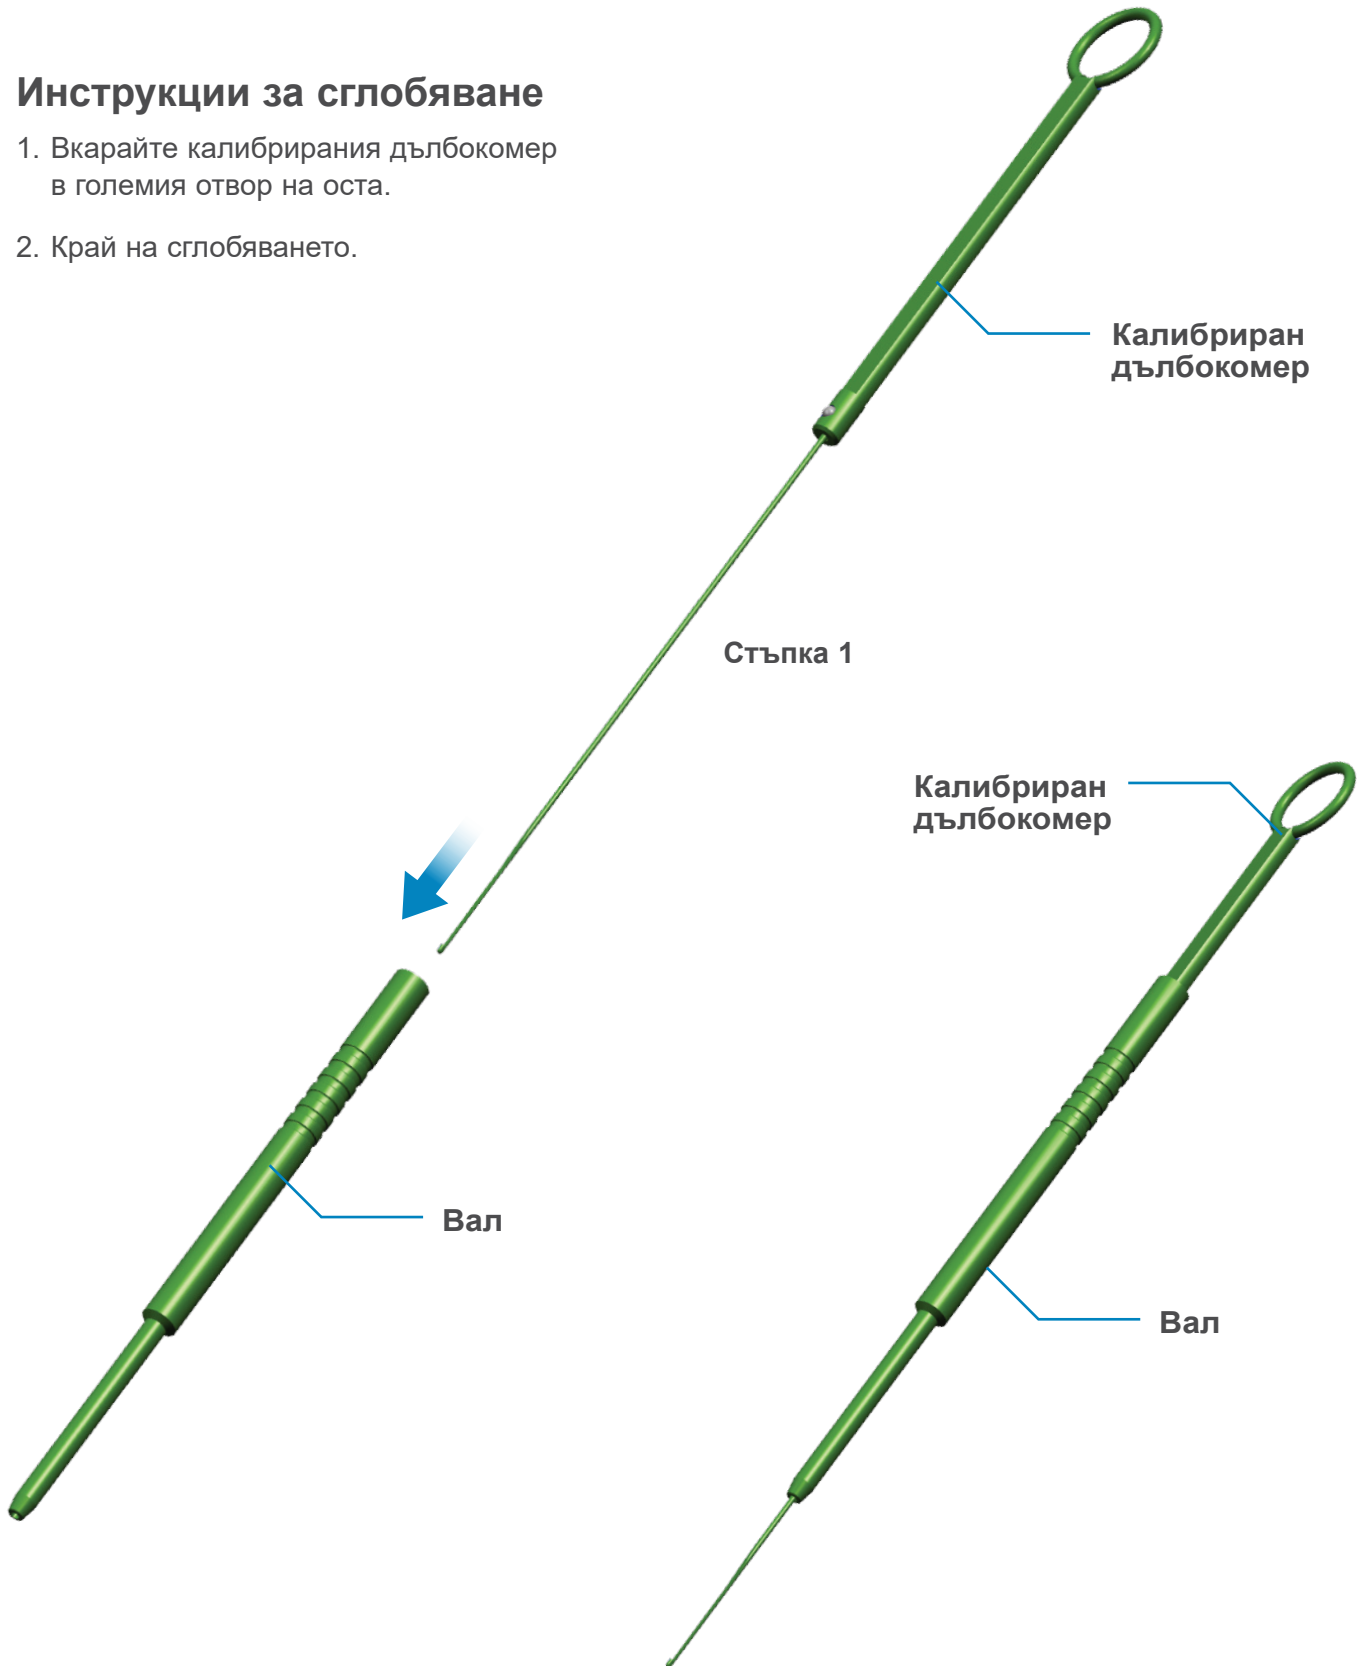 Инструкции за сглобяване
1. Вкарайте калибрирания дълбокомер
в големия отвор на оста.
2. Край на сглобяването.
Калибриран
дълбокомер
Стъпка 1
Калибриран
дълбокомер
Вал
Вал